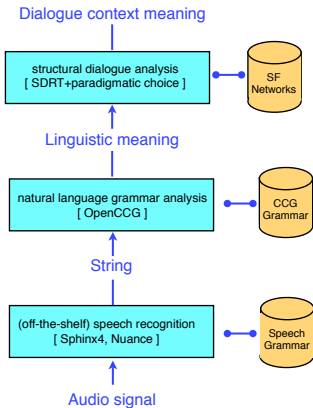 Dialogue context meaning
structural dialogue analysis
[ SDRT+paradigmatic choice ]
SF
Networks
Linguistic meaning
natural language grammar analysis
[ OpenCCG ]
CCG
Grammar
String
(off-the-shelf) speech recognition
[ Sphinx4, Nuance ]
Speech
Grammar
Audio signal